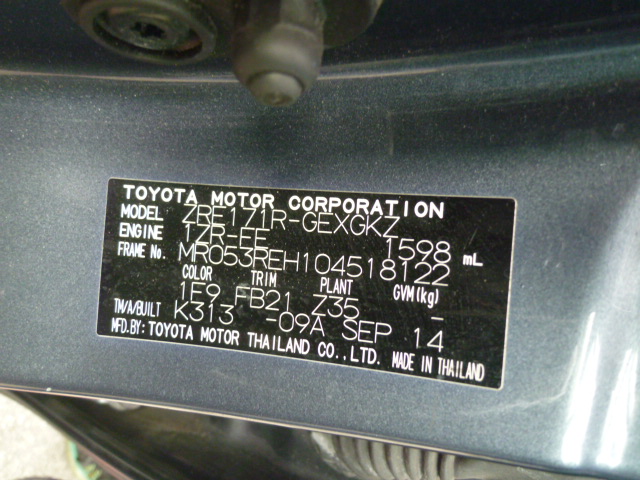 TOYOTA MOTOR CORPORATION
MODEL ZRE171R-GEXGKZ
ENGINE 1ZR-FE 1598 mL
FRAME No. MR053REH104518122
COLOR TRIM PLANT GVM(kg)
1F9 FB21 Z35 -
TM/A/BUILT K313 -09A SEP 14
MFD.BY: TOYOTA MOTOR THAILAND CO.,LTD. MADE IN THAILAND